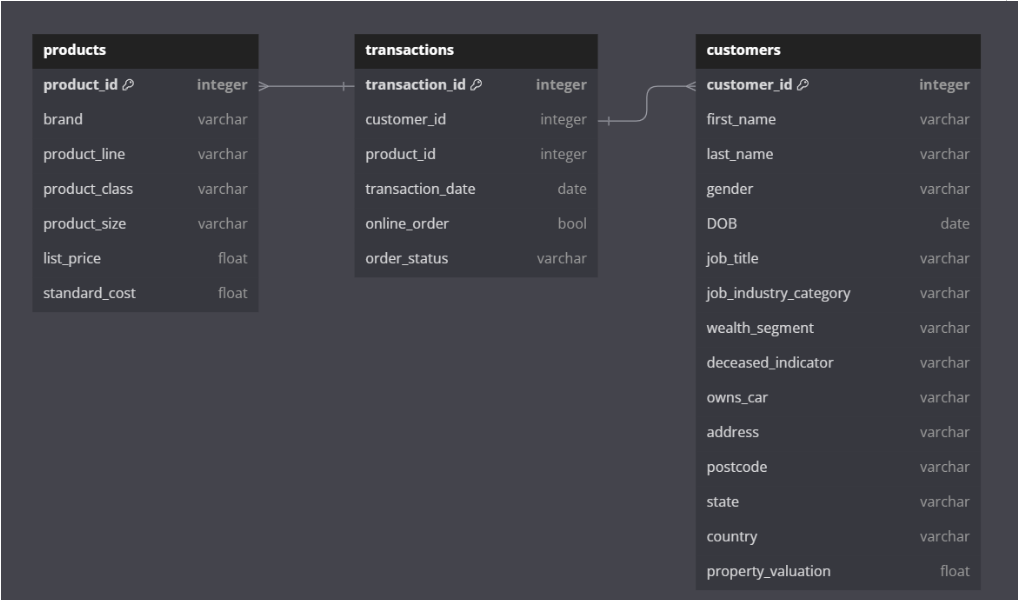 products
product_id integer
brand varchar
product_line varchar
product_class varchar
product_size varchar
list_price float
standard_cost float
transactions
transaction_id integer
customer_id integer
product_id integer
transaction_date date
online_order bool
order_status varchar
customers
customer_id integer
first_name varchar
last_name varchar
gender varchar
DOB date
job_title varchar
job_industry_category varchar
wealth_segment varchar
deceased_indicator varchar
owns_car varchar
address varchar
postcode varchar
state varchar
country varchar
property_valuation float